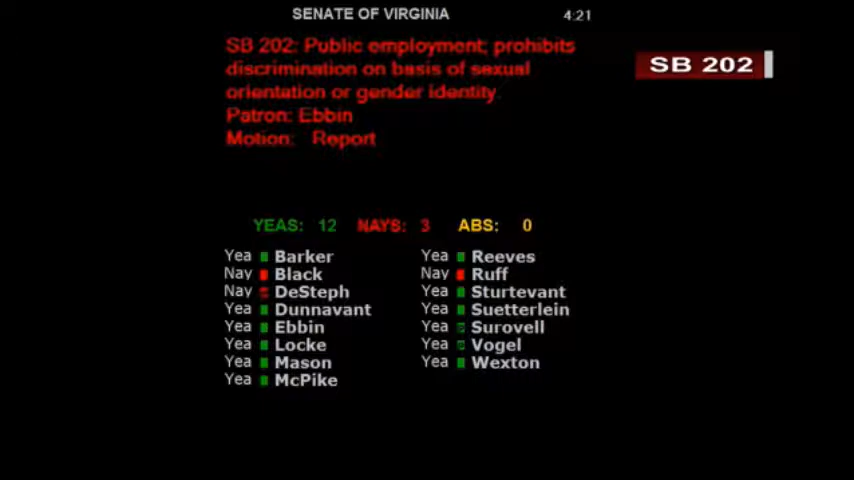 SENATE OF VIRGINIA 4:21
SB 202: Public employment; prohibits
discrimination on basis of sexual
orientation or gender identity.
Patron: Ebbin
Motion: Report
SB 202
YEAS: 12 NAYS: 3 ABS: 0
Yea Barker Yea Reeves
Nay Black Nay Ruff
Nay DeSteph Yea Sturtevant
Yea Dunnavant Yea Suetterlein
Yea Ebbin Yea Surovell
Yea Locke Yea Vogel
Yea Mason Yea Wexton
Yea McPike